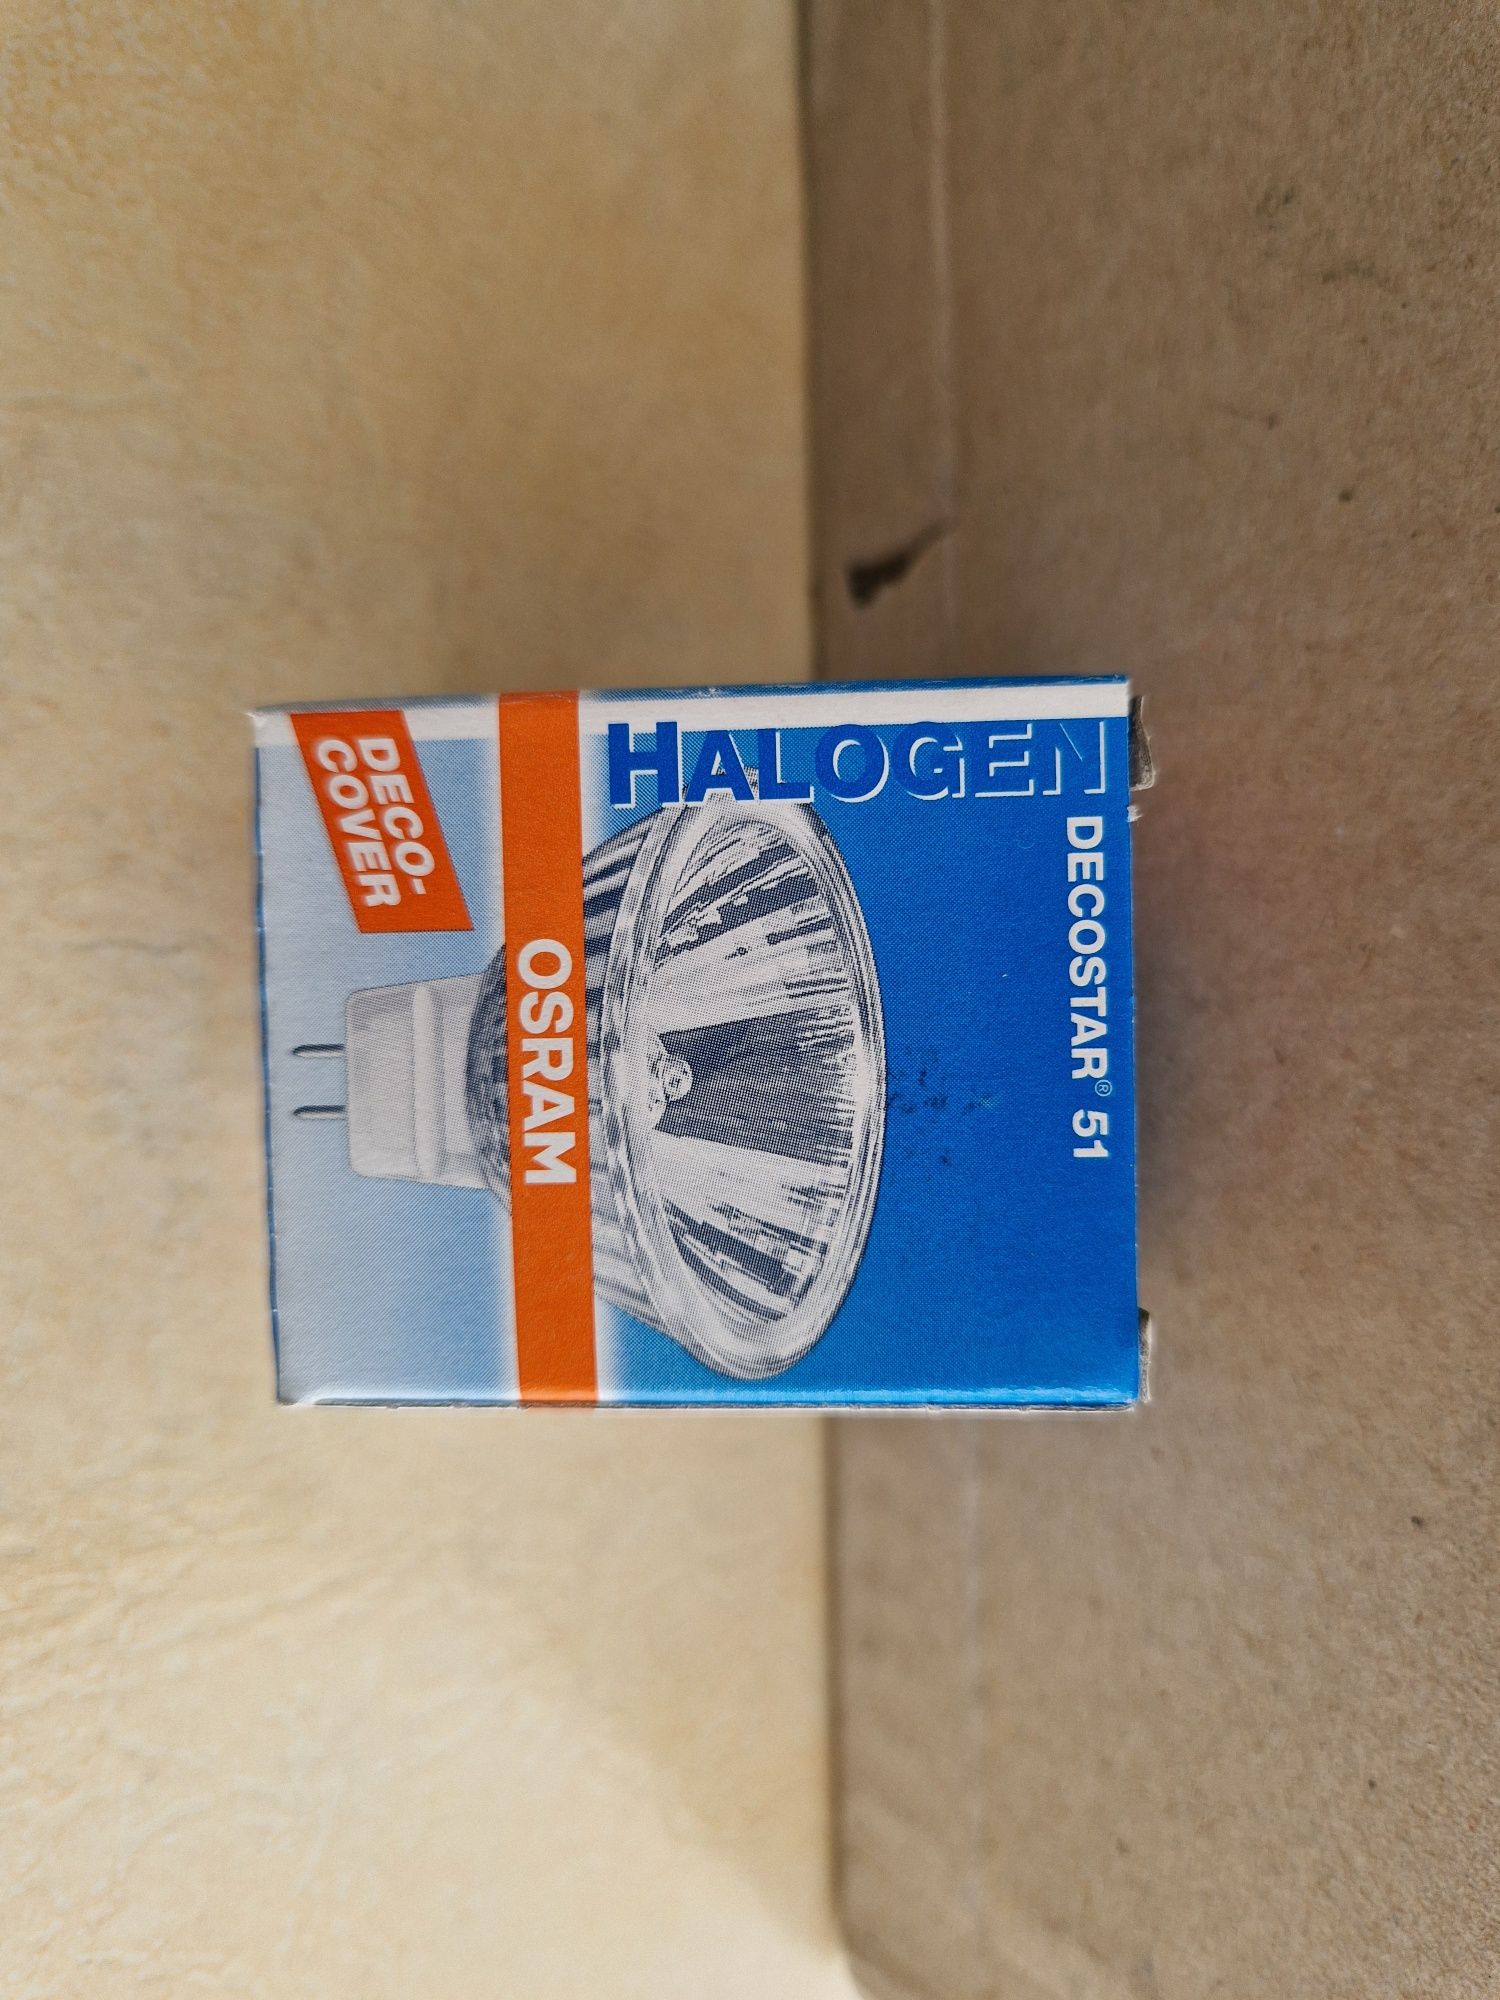 HALOGEN
DECOSTAR® 51
OSRAM
DECO-
COVER